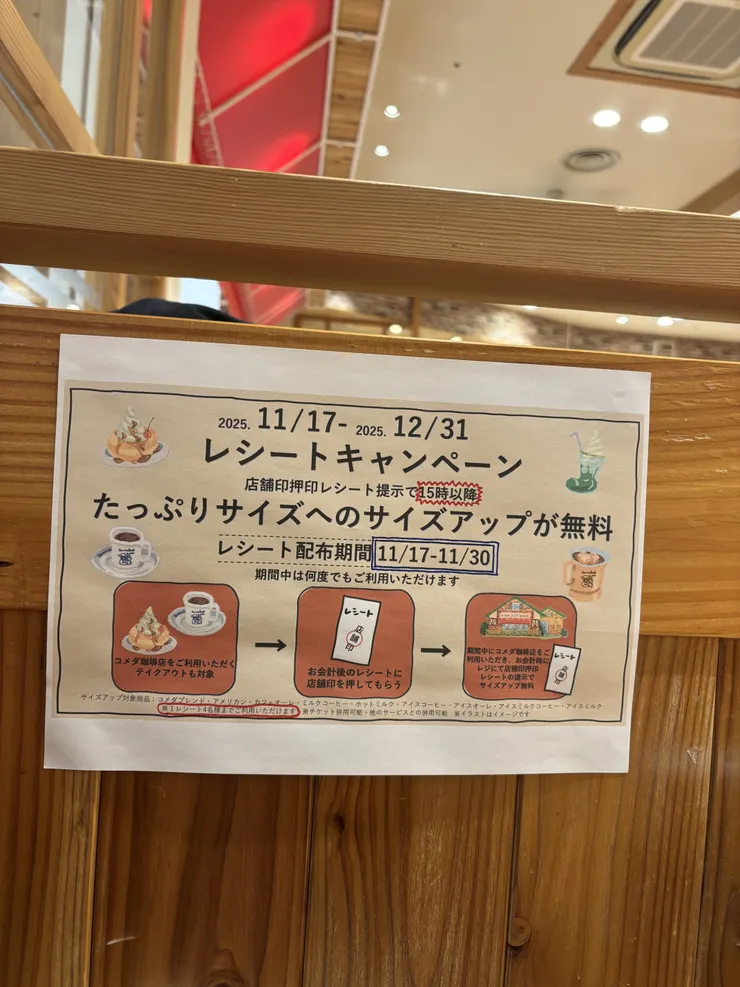 2025. 11/17- 2025. 12/31
レシートキャンペーン
店舗印押印レシート提示で15時以降
たっぷりサイズへのサイズアップが無料
レシート配布期間 11/17-11/30
期間中は何度でもご利用いただけます
コメダ珈琲店をご利用いただく
テイクアウトも対象
レシート
店舗印
お会計後のレシートに
店舗印を押してもらう
期間中にコメダ珈琲店をご
利用いただき、お会計時に
レジにて店舗印押印
レシートの請示で
サイズアップ無料
レシート
店舗印
サイズアップ対象商品：コメダブレンド・アメリカン・カフェオーレ・ミルクコーヒー・ホットミルク・アイスコーヒー・アイスオーレ・アイスミルクコーヒー・アイスミルク
※1レシート4名様までご利用いただけます ※チケット併用可能・他のサービスとの併用可能 ※イラストはイメージです